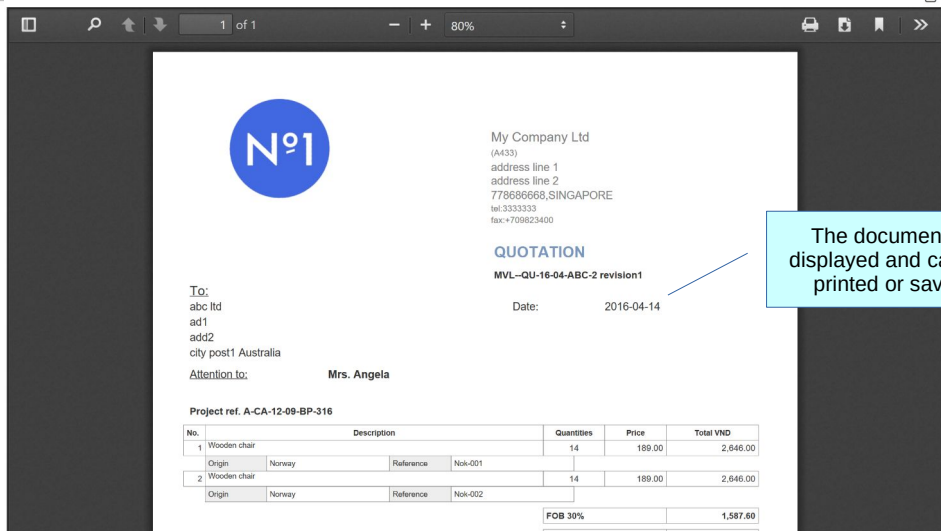 1 of 1
80%
Nº1
My Company Ltd
(A433)
address line 1
address line 2
778686668,SINGAPORE
tel:3333333
fax:+709823400
QUOTATION
MVL--QU-16-04-ABC-2 revision1
Date: 2016-04-14
The documen
displayed and ca
printed or sav
To:
abc ltd
ad1
add2
city post1 Australia
Attention to: Mrs. Angela
Project ref. A-CA-12-09-BP-316
No. Description Quantities Price Total VND
1 Wooden chair 14 189.00 2,646.00
Origin Norway Reference Nok-001
2 Wooden chair 14 189.00 2,646.00
Origin Norway Reference Nok-002
FOB 30% 1,587.60